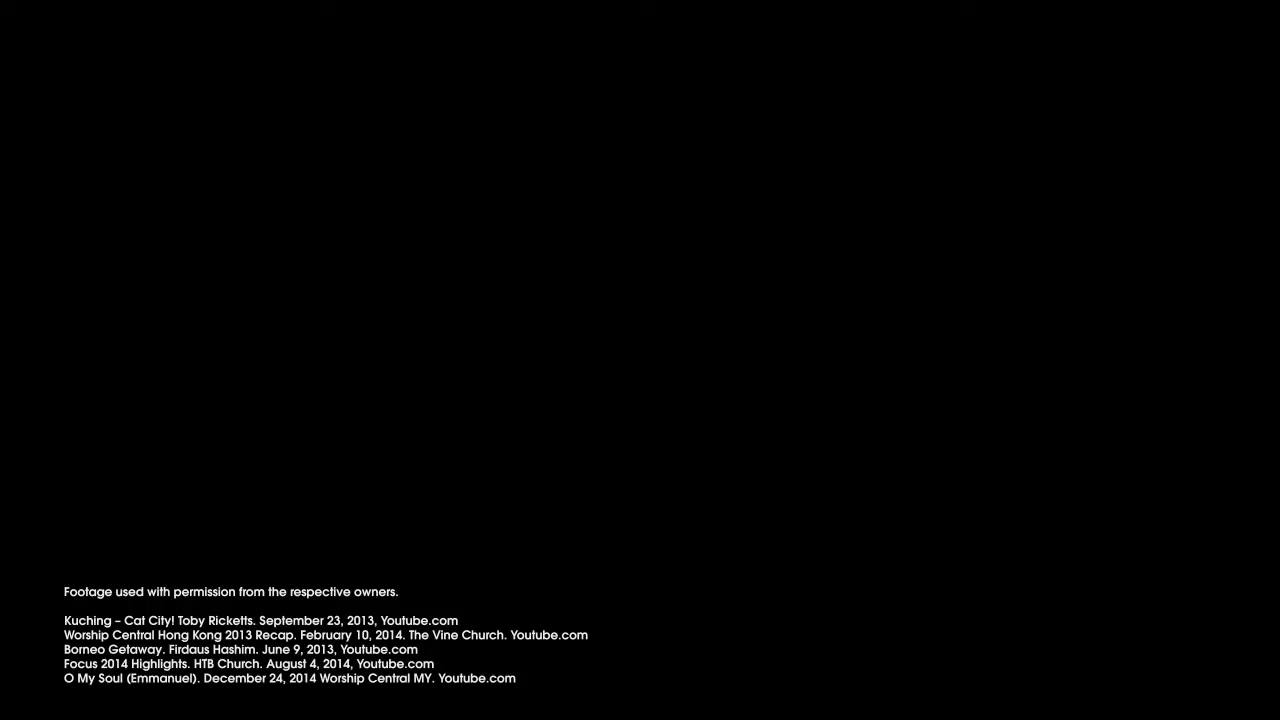 Footage used with permission from the respective owners.
Kuching – Cat City! Toby Ricketts. September 23, 2013, Youtube.com
Worship Central Hong Kong 2013 Recap. February 10, 2014. The Vine Church. Youtube.com
Borneo Getaway. Firdaus Hashim. June 9, 2013, Youtube.com
Focus 2014 Highlights. HTB Church. August 4, 2014, Youtube.com
O My Soul (Emmanuel). December 24, 2014 Worship Central MY. Youtube.com